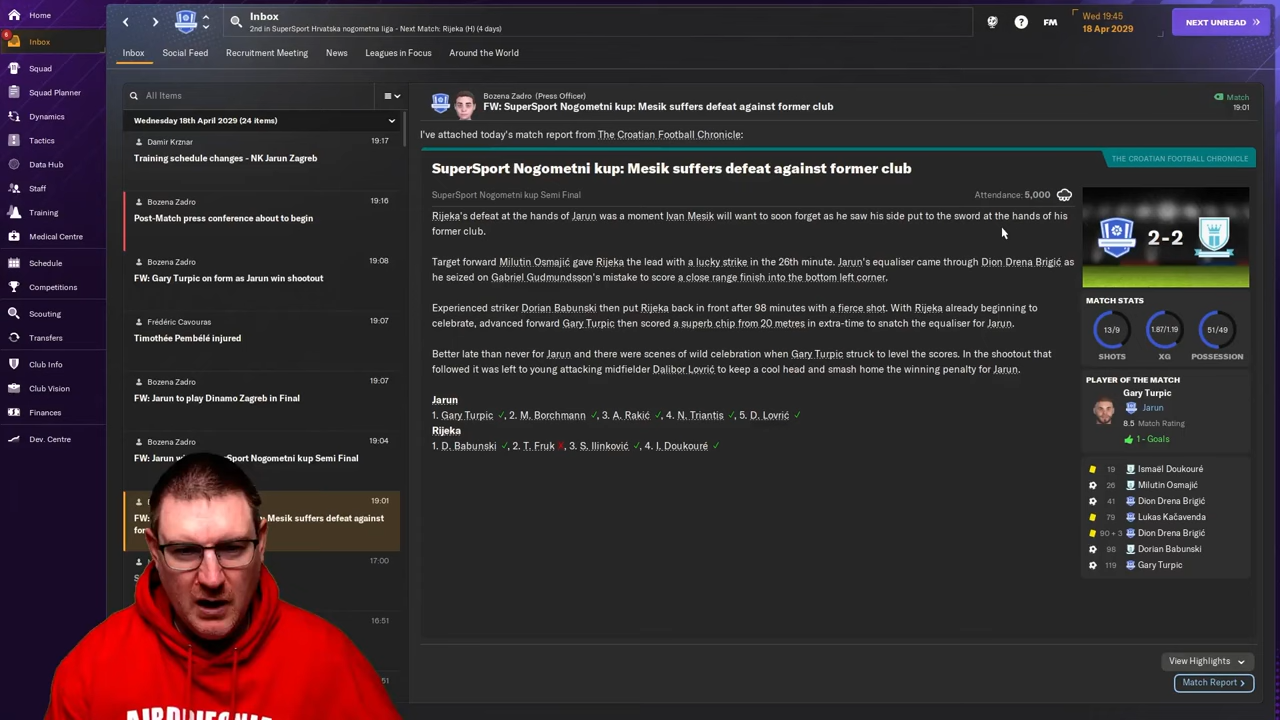 Home
Inbox
2nd in SuperSport Hrvatska nogometna liga - Next Match: Rijeka (H) (4 days)
FM
Wed 19:45
18 Apr 2029
NEXT UNREAD
6
Inbox
Squad
Squad Planner
Dynamics
Tactics
Data Hub
Staff
Training
Medical Centre
Schedule
Competitions
Scouting
Transfers
Club Info
Club Vision
Finances
Dev. Centre
Inbox
Social Feed
Recruitment Meeting
News
Leagues in Focus
Around the World
All Items
Wednesday 18th April 2029 (24 items)
Damir Krznar
19:17
Training schedule changes - NK Jarun Zagreb
Bozena Zadro
19:16
Post-Match press conference about to begin
Bozena Zadro
19:08
FW: Gary Turpic on form as Jarun win shootout
Frédéric Cavouras
19:07
Timothée Pembélé injured
Bozena Zadro
19:07
FW: Jarun to play Dinamo Zagreb in Final
Bozena Zadro
19:04
FW: Jarun wi
Sport Nogometni kup Semi Final
19:01
FW:
Mesik suffers defeat against
for
17:00
16:51
:51
Bozena Zadro (Press Officer)
FW: SuperSport Nogometni kup: Mesik suffers defeat against former club
Match
19:01
I've attached today's match report from The Croatian Football Chronicle:
THE CROATIAN FOOTBALL CHRONICLE
SuperSport Nogometni kup: Mesik suffers defeat against former club
SuperSport Nogometni kup Semi Final
Attendance: 5,000
Rijeka's defeat at the hands of Jarun was a moment Ivan Mesik will want to soon forget as he saw his side put to the sword at the hands of his
former club.
Target forward Milutin Osmajić gave Rijeka the lead with a lucky strike in the 26th minute. Jarun's equaliser came through Dion Drena Brigić as
he seized on Gabriel Gudmundsson's mistake to score a close range finish into the bottom left corner.
Experienced striker Dorian Babunski then put Rijeka back in front after 98 minutes with a fierce shot. With Rijeka already beginning to
celebrate, advanced forward Gary Turpic then scored a superb chip from 20 metres in extra-time to snatch the equaliser for Jarun.
Better late than never for Jarun and there were scenes of wild celebration when Gary Turpic struck to level the scores. In the shootout that
followed it was left to young attacking midfielder Dalibor Lovrić to keep a cool head and smash home the winning penalty for Jarun.
Jarun
1. Gary Turpic ✓, 2. M. Borchmann ✓, 3. A. Rakić ✓, 4. N. Triantis ✓, 5. D. Lovrić ✓
Rijeka
1. D. Babunski ✓, 2. T. Fruk ✗, 3. S. Ilinković ✓, 4. I. Doukouré ✓
2-2
MATCH STATS
13/9
1.87/1.19
51/49
SHOTS
XG
POSSESSION
PLAYER OF THE MATCH
Gary Turpic
Jarun
8.5 Match Rating
1 - Goals
19 Ismaël Doukouré
26 Milutin Osmajić
41 Dion Drena Brigić
79 Lukas Kačavenda
90 + 3 Dion Drena Brigić
98 Dorian Babunski
119 Gary Turpic
View Highlights
Match Report